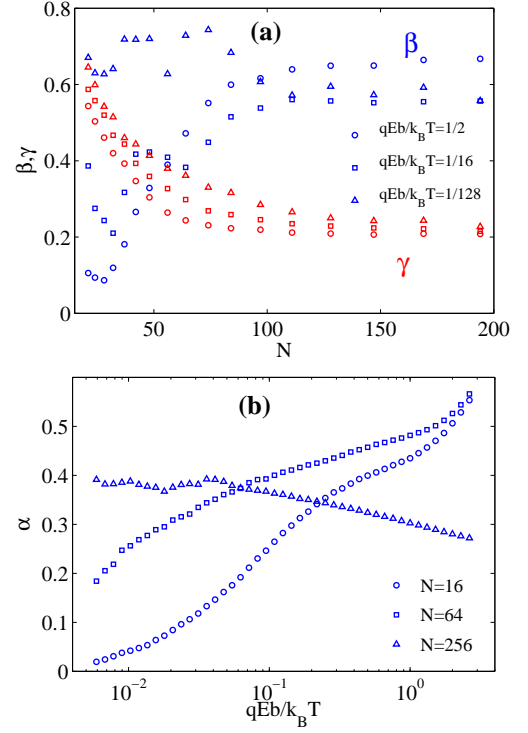 0.8
(a)
β
0.6
qEb/k_BT=1/2
β,γ
0.4
qEb/k_BT=1/16
qEb/k_BT=1/128
0.2
γ
0
50 100 150 200
N
(b)
0.5
0.4
α
0.3
0.2
N=16
0.1
N=64
N=256
0
10^{-2} 10^{-1} 10^{0}
qEb/k_BT